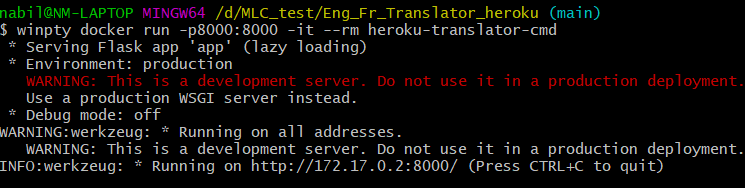 nabil@NM-LAPTOP MINGW64 /d/MLC_test/Eng_Fr_Translator_heroku (main)
$ winpty docker run -p8000:8000 -it --rm heroku-translator-cmd
 * Serving Flask app 'app' (lazy loading)
 * Environment: production
   WARNING: This is a development server. Do not use it in a production deployment.
   Use a production WSGI server instead.
 * Debug mode: off
WARNING:werkzeug: * Running on all addresses.
   WARNING: This is a development server. Do not use it in a production deployment.
INFO:werkzeug: * Running on http://172.17.0.2:8000/ (Press CTRL+C to quit)